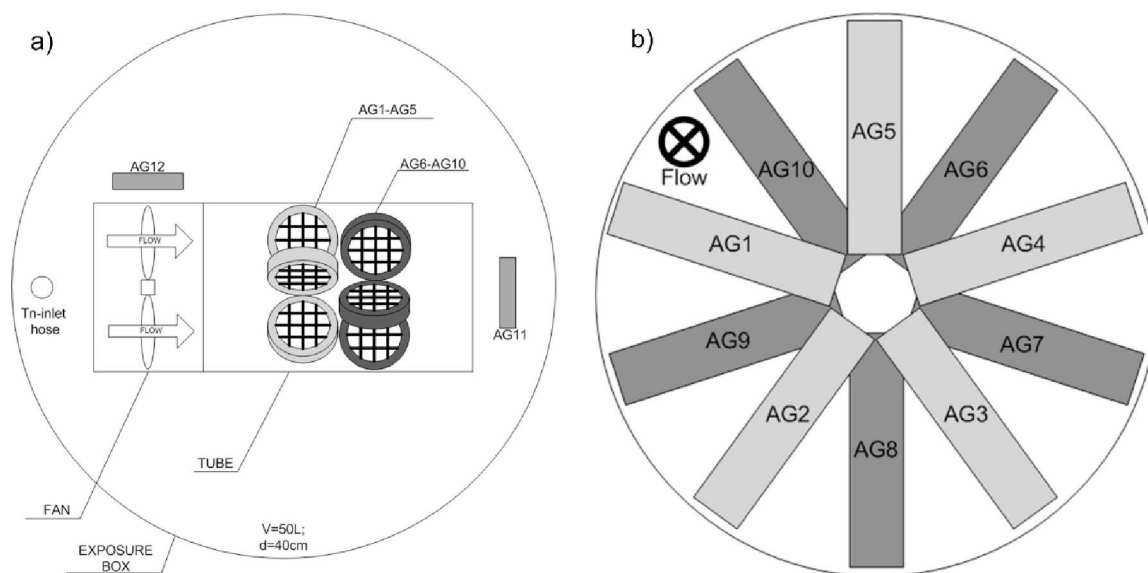 a)
AG1-AG5
AG12
AG6-AG10
FLOW
FLOW
Tn-inlet
hose
AG11
TUBE
FAN
V=50L;
d=40cm
EXPOSURE
BOX
b)
AG5
AG10
AG6
Flow
AG1
AG4
AG9
AG7
AG2
AG3
AG8